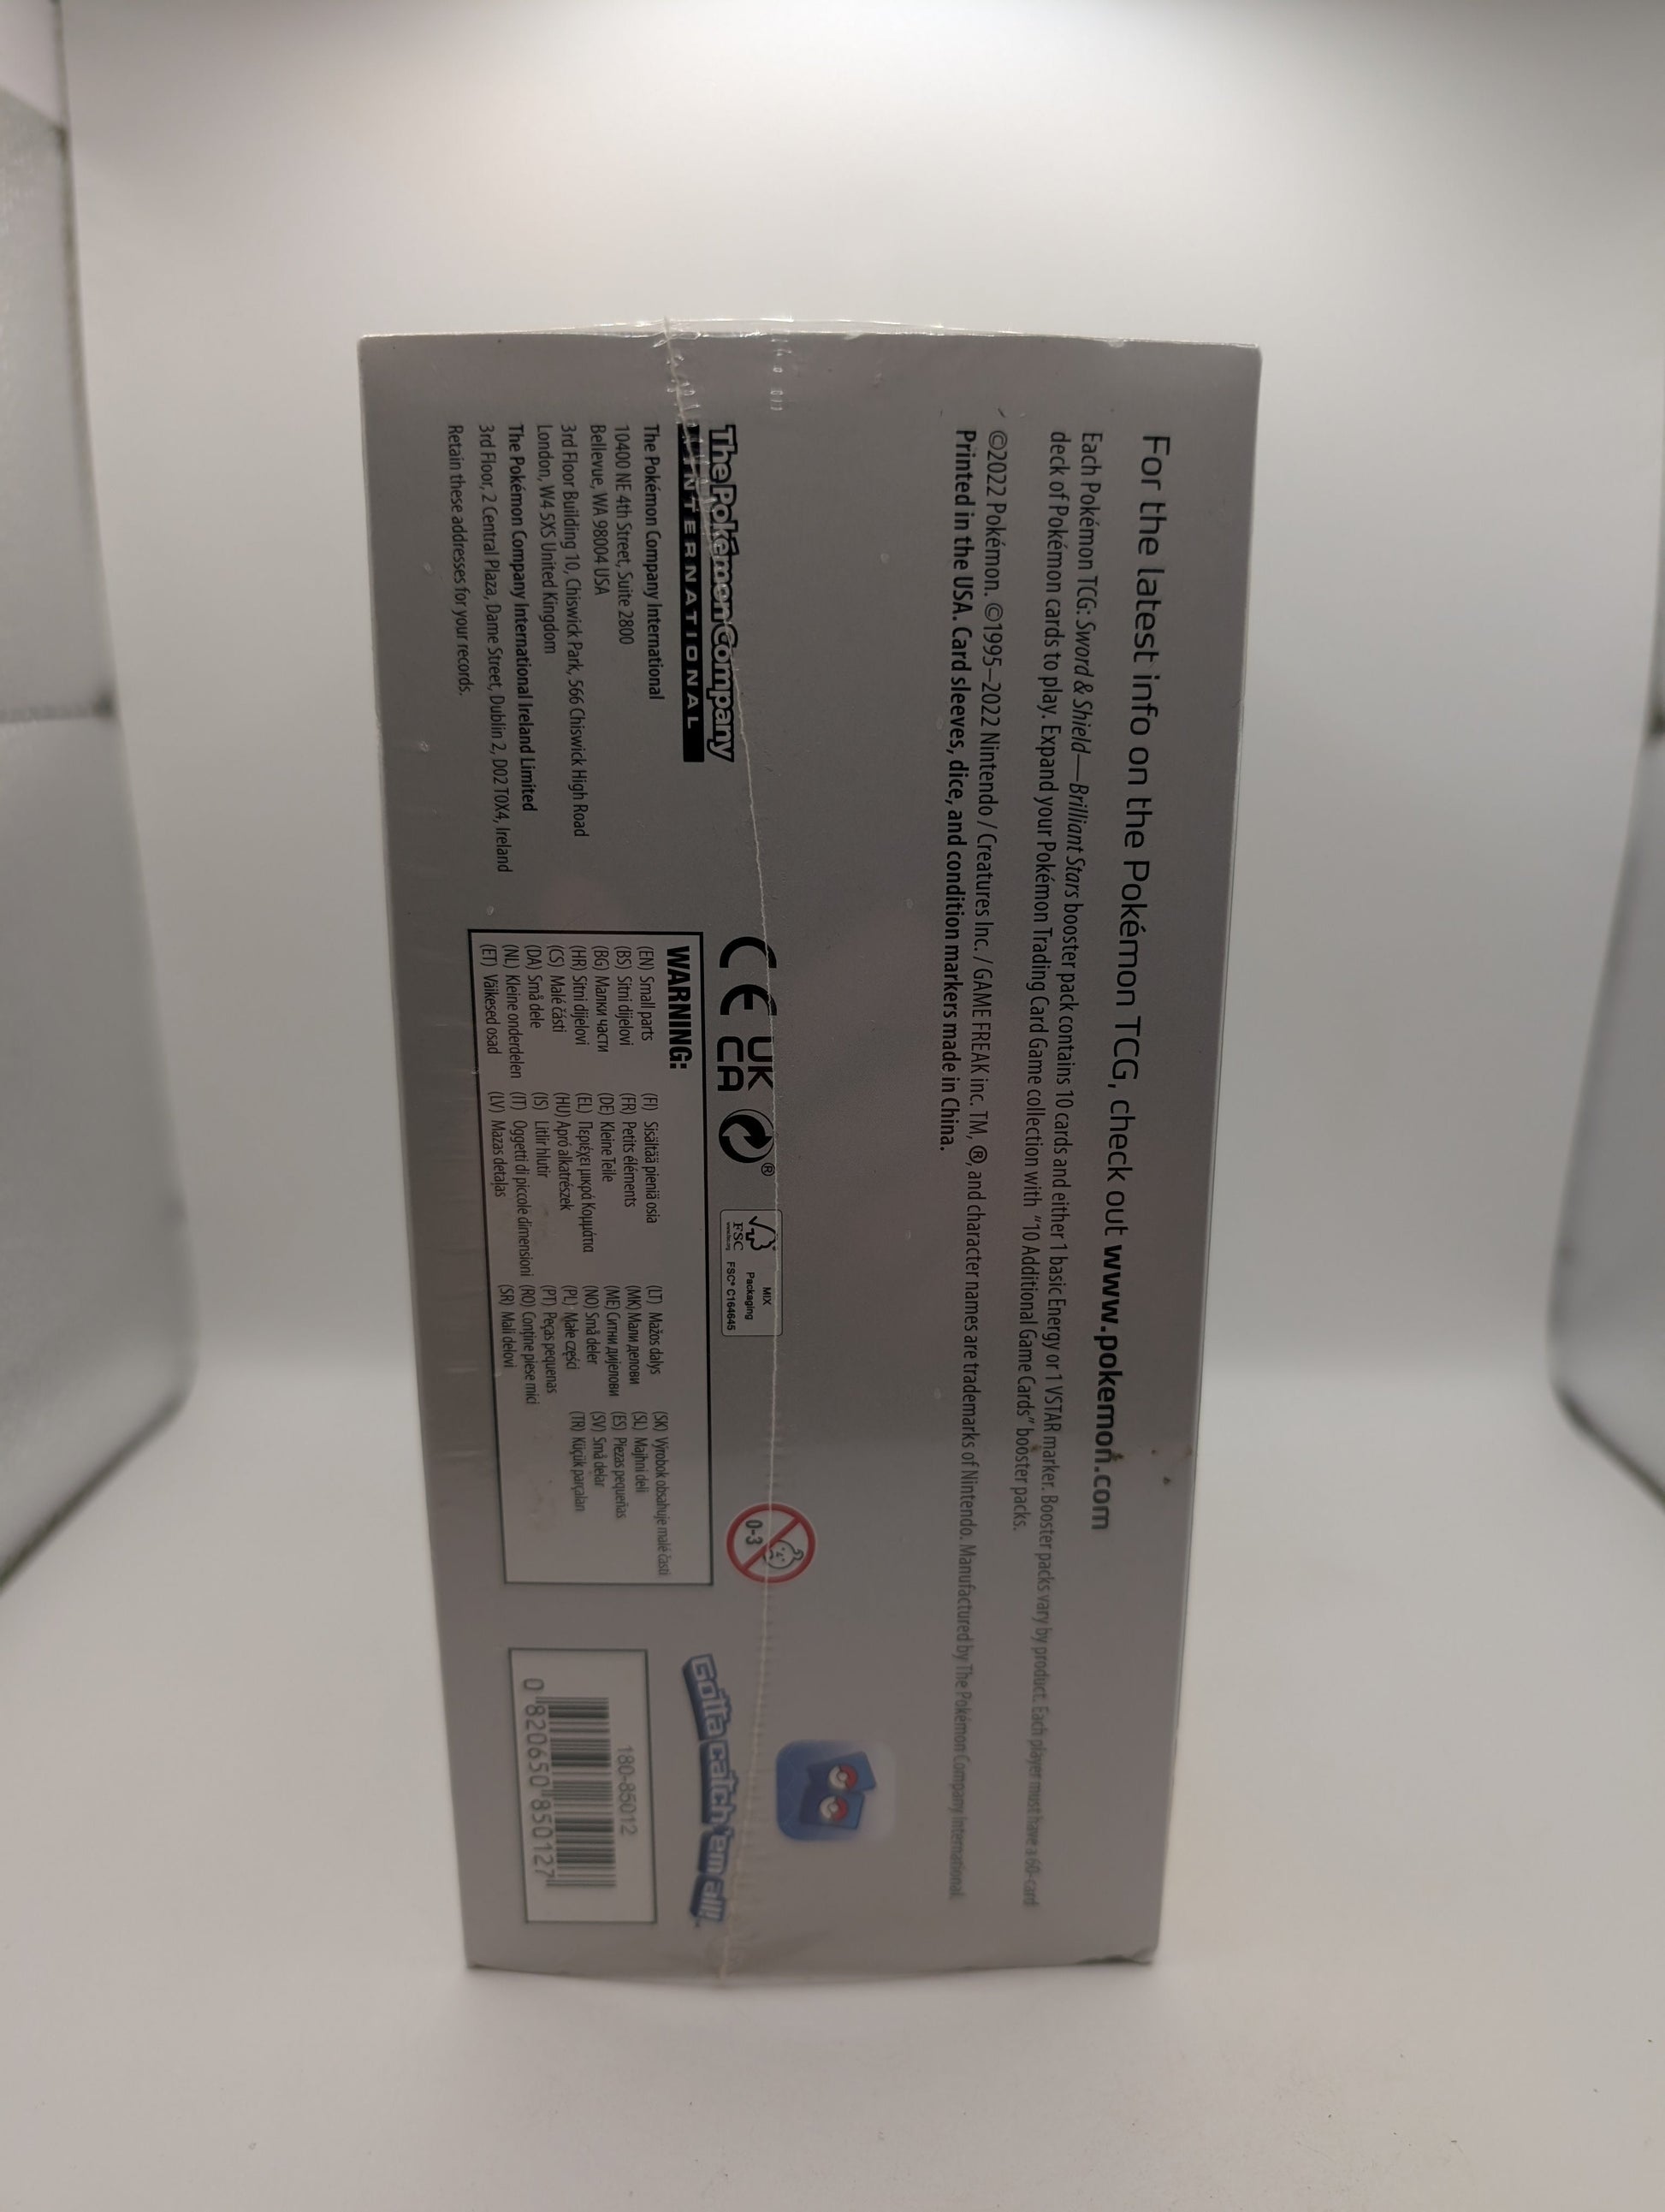 For the latest info on the Pokémon TCG, check out www.pokemon.com
Each Pokémon TCG: Sword & Shield—Brilliant Stars booster pack contains 10 cards and either 1 basic Energy or 1 VSTAR marker. Booster packs vary by product. Each player must have a 60-card
deck of Pokémon cards to play. Expand your Pokémon Trading Card Game collection with “10 Additional Game Cards” booster packs.
©2022 Pokémon. ©1995–2022 Nintendo / Creatures Inc. / GAME FREAK inc. TM, ®, and character names are trademarks of Nintendo. Manufactured by The Pokémon Company International.
Printed in the USA. Card sleeves, dice, and condition markers made in China.
The Pokémon Company
INTERNATIONAL
The Pokémon Company International
10400 NE 4th Street, Suite 2800
Bellevue, WA 98004 USA
3rd Floor Building 10, Chiswick Park, 566 Chiswick High Road
London, W4 5XS United Kingdom
The Pokémon Company International Ireland Limited
3rd Floor, 2 Central Plaza, Dame Street, Dublin 2, D02 T0X4, Ireland
Retain these addresses for your records.
CE
UK
CA
®
FSC
MIX
Packaging
FSC® C164645
0-3
WARNING:
(EN) Small parts
(BS) Sitni dijelovi
(BG) Малки части
(HR) Sitni dijelovi
(CS) Malé části
(DA) Små dele
(NL) Kleine onderdelen
(ET) Väikesed osad
(FI) Sisältää pieniä osia
(FR) Petits éléments
(DE) Kleine Teile
(EL) Περιέχει μικρά Κομμάτια
(HU) Apró alkatrészek
(IS) Litlir hlutir
(IT) Oggetti di piccole dimensioni
(LV) Mazas detaļas
(LT) Mažos dalys
(MK) Мали делови
(ME) Ситни дијелови
(NO) Små deler
(PL) Małe części
(PT) Peças pequenas
(RO) Conţine piese mici
(SR) Mali delovi
(SK) Výrobok obsahuje malé časti
(SL) Majhni deli
(ES) Piezas pequeñas
(SV) Små delar
(TR) Küçük parçaları
Gotta catch 'em all!
180-85012
0 820650 850127